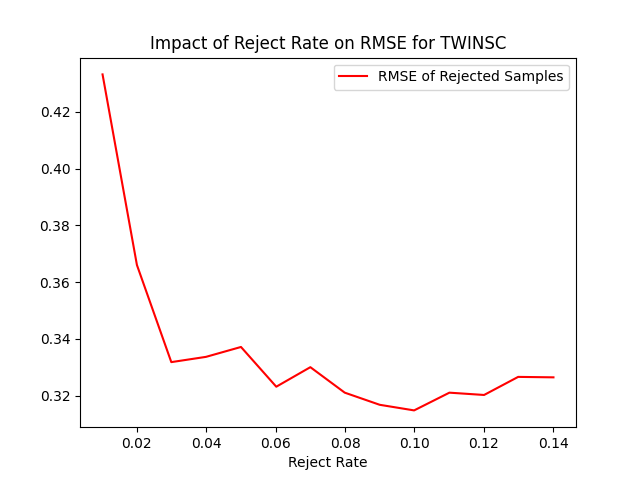 Impact of Reject Rate on RMSE for TWINSC
RMSE of Rejected Samples
0.42
0.40
0.38
0.36
0.34
0.32
0.02 0.04 0.06 0.08 0.10 0.12 0.14
Reject Rate